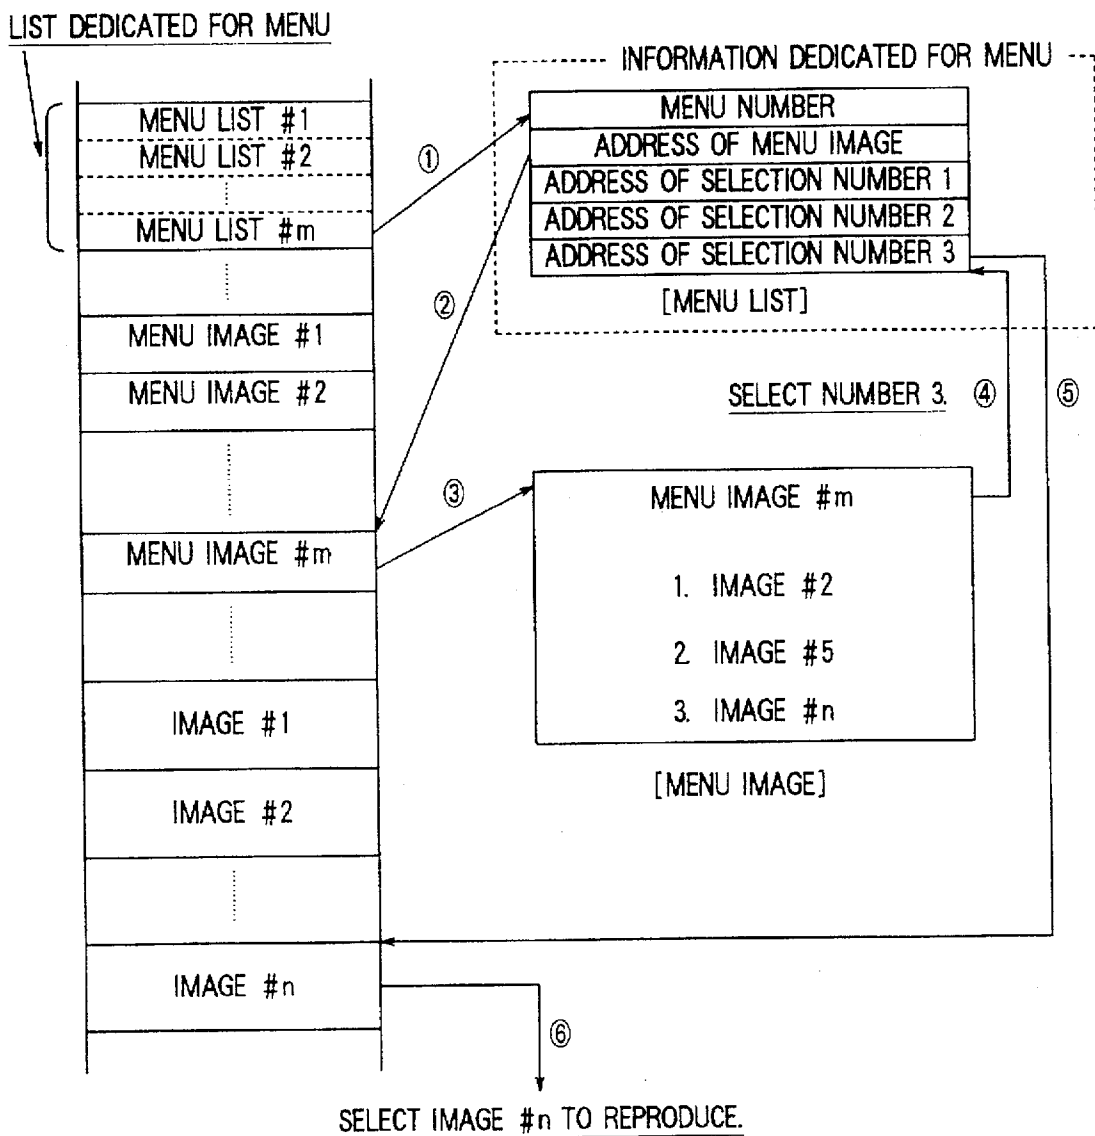 LIST DEDICATED FOR MENU
MENU LIST #1
MENU LIST #2
MENU LIST #m
MENU IMAGE #1
MENU IMAGE #2
MENU IMAGE #m
IMAGE #1
IMAGE #2
IMAGE #n
①
②
③
INFORMATION DEDICATED FOR MENU
MENU NUMBER
ADDRESS OF MENU IMAGE
ADDRESS OF SELECTION NUMBER 1
ADDRESS OF SELECTION NUMBER 2
ADDRESS OF SELECTION NUMBER 3
[MENU LIST]
SELECT NUMBER 3. ④ ⑤
MENU IMAGE #m
1. IMAGE #2
2. IMAGE #5
3. IMAGE #n
[MENU IMAGE]
⑥
SELECT IMAGE #n TO REPRODUCE.